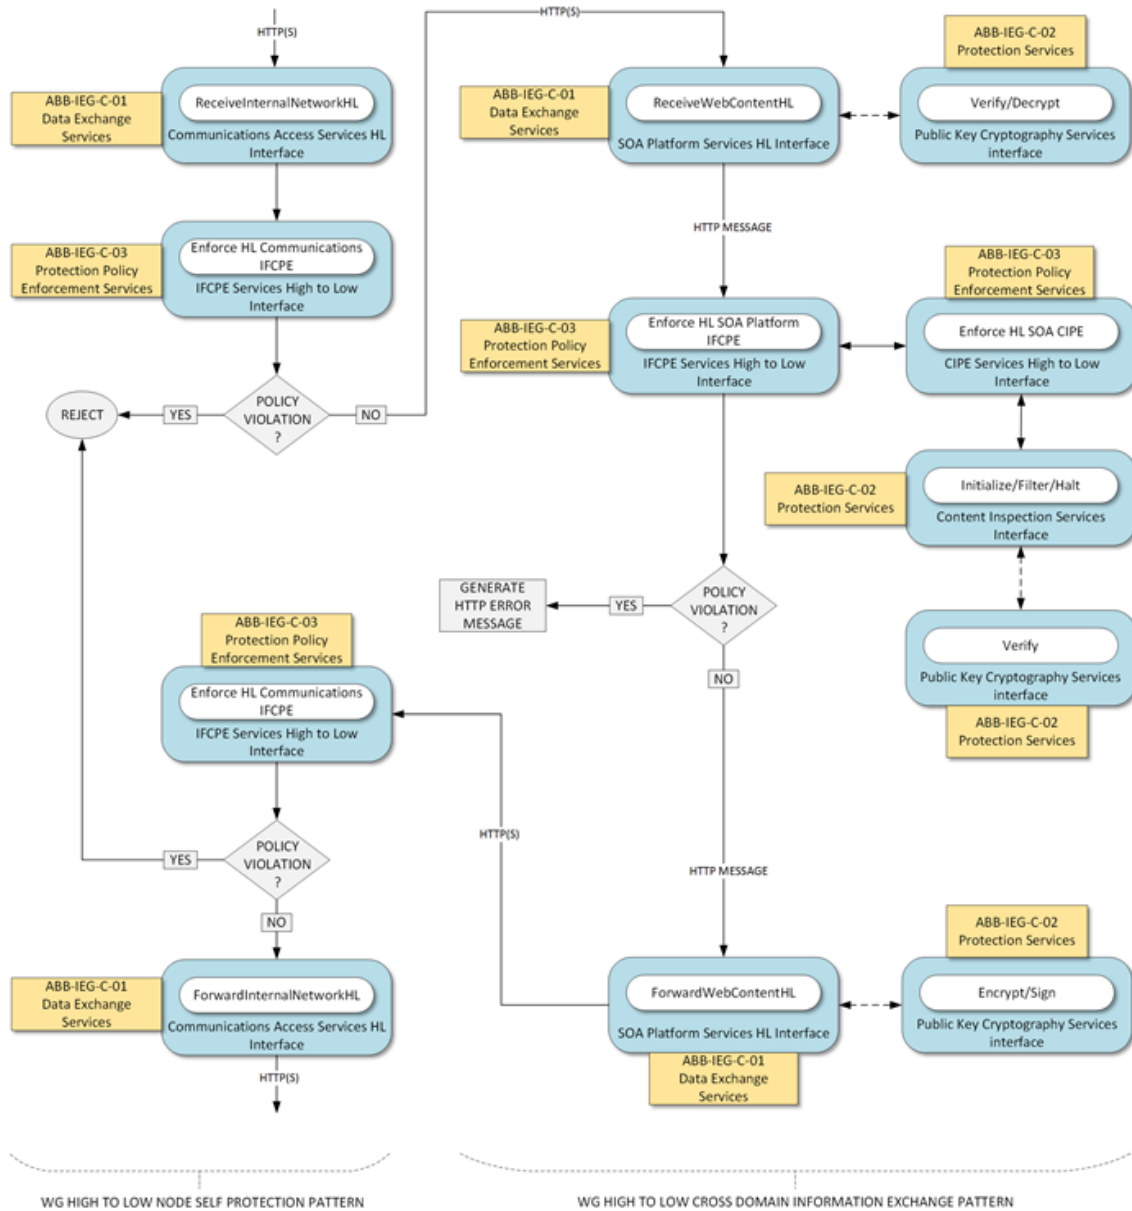 HTTP(S)
ABB-IEG-C-01
Data Exchange
Services
ReceiveInternalNetworkHL
Communications Access Services HL
Interface
ABB-IEG-C-03
Protection Policy
Enforcement Services
Enforce HL Communications
IFCPE
IFCPE Services High to Low
Interface
REJECT
YES
POLICY
VIOLATION
?
NO
ABB-IEG-C-03
Protection Policy
Enforcement Services
Enforce HL Communications
IFCPE
IFCPE Services High to Low
Interface
YES
POLICY
VIOLATION
?
NO
ABB-IEG-C-01
Data Exchange
Services
ForwardInternalNetworkHL
Communications Access Services HL
Interface
HTTP(S)
WG HIGH TO LOW NODE SELF PROTECTION PATTERN
HTTP(S)
ABB-IEG-C-01
Data Exchange
Services
ReceiveWebContentHL
SOA Platform Services HL Interface
ABB-IEG-C-02
Protection Services
Verify/Decrypt
Public Key Cryptography Services
interface
HTTP MESSAGE
ABB-IEG-C-03
Protection Policy
Enforcement Services
Enforce HL SOA Platform
IFCPE
IFCPE Services High to Low
Interface
ABB-IEG-C-03
Protection Policy
Enforcement Services
Enforce HL SOA CIPE
CIPE Services High to Low
Interface
ABB-IEG-C-02
Protection Services
Initialize/Filter/Halt
Content Inspection Services
Interface
GENERATE
HTTP ERROR
MESSAGE
YES
POLICY
VIOLATION
?
NO
Verify
Public Key Cryptography Services
interface
ABB-IEG-C-02
Protection Services
HTTP(S)
HTTP MESSAGE
ForwardWebContentHL
SOA Platform Services HL Interface
ABB-IEG-C-01
Data Exchange
Services
ABB-IEG-C-02
Protection Services
Encrypt/Sign
Public Key Cryptography Services
interface
WG HIGH TO LOW CROSS DOMAIN INFORMATION EXCHANGE PATTERN